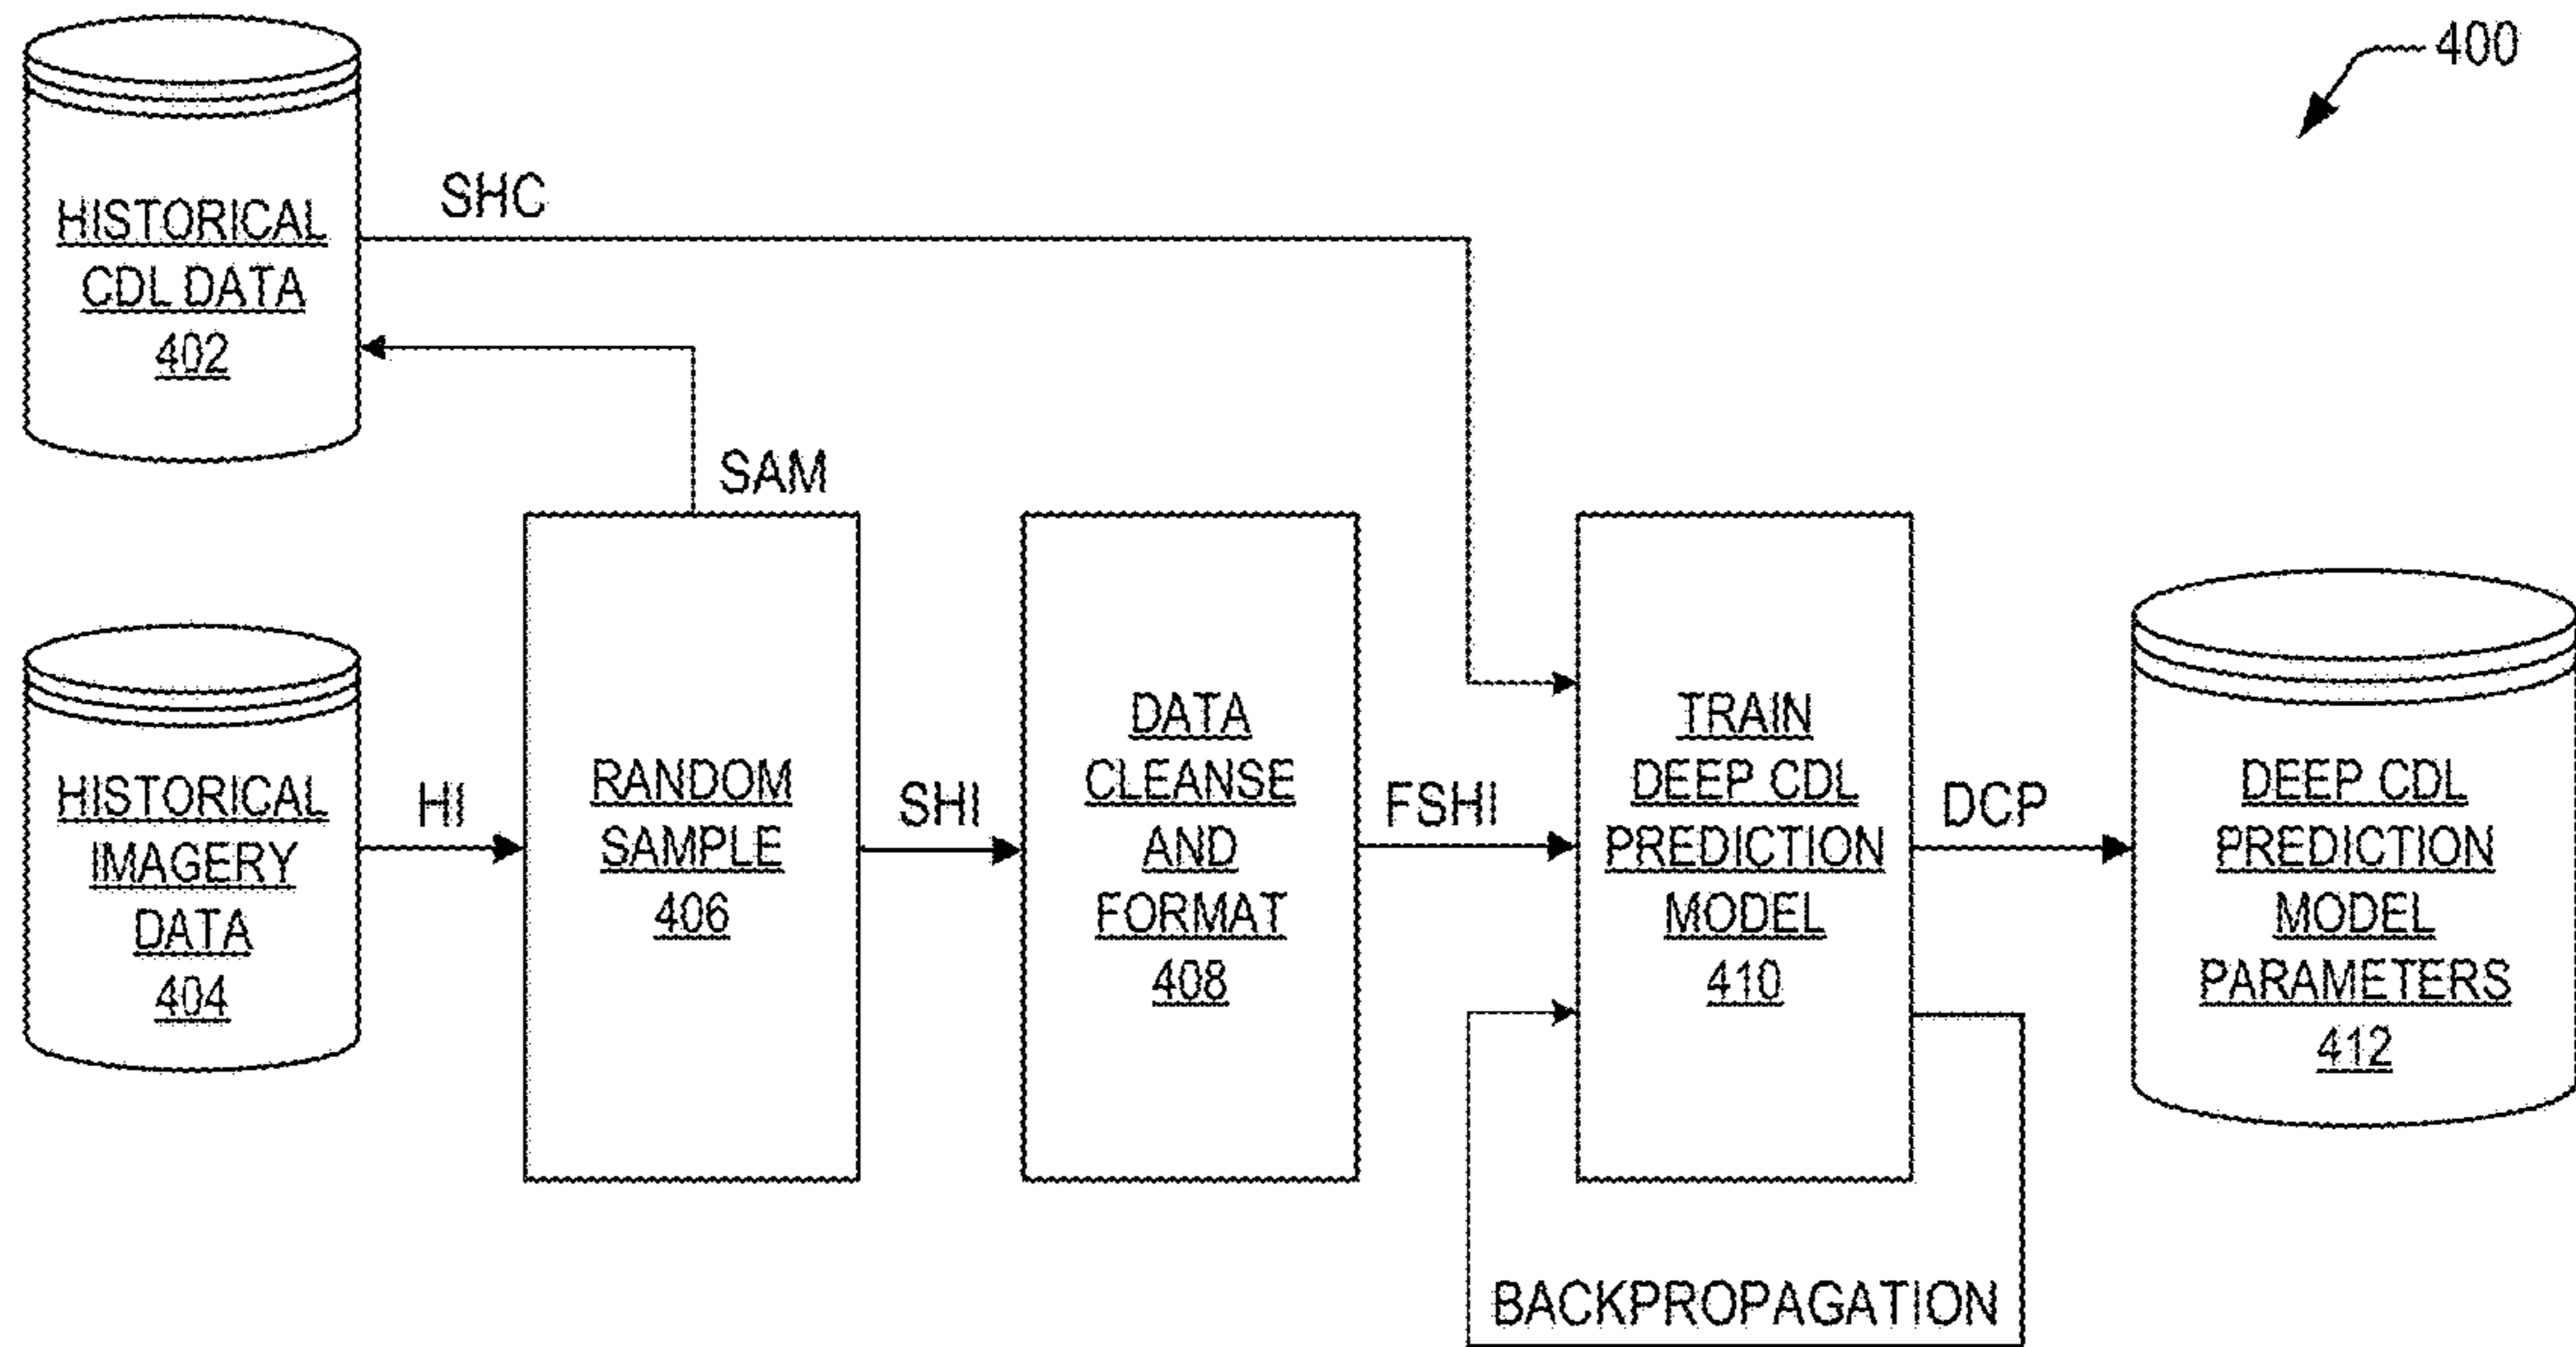 400
HISTORICAL
CDL DATA
402
SHC
SAM
HISTORICAL
IMAGERY
DATA
404
HI
RANDOM
SAMPLE
406
SHI
DATA
CLEANSE
AND
FORMAT
408
FSHI
TRAIN
DEEP CDL
PREDICTION
MODEL
410
BACKPROPAGATION
DCP
DEEP CDL
PREDICTION
MODEL
PARAMETERS
412